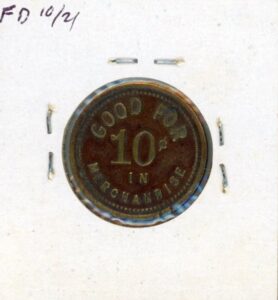 FD 10/21
GOOD FOR
10¢
IN
MERCHANDISE